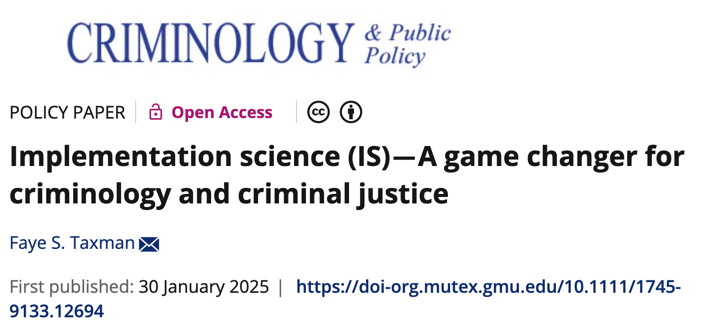 CRIMINOLOGY & Public
Policy
POLICY PAPER | Open Access | cc
Implementation science (IS)—A game changer for
criminology and criminal justice
Faye S. Taxman
First published: 30 January 2025 | https://doi-org.mutex.gmu.edu/10.1111/1745-
9133.12694